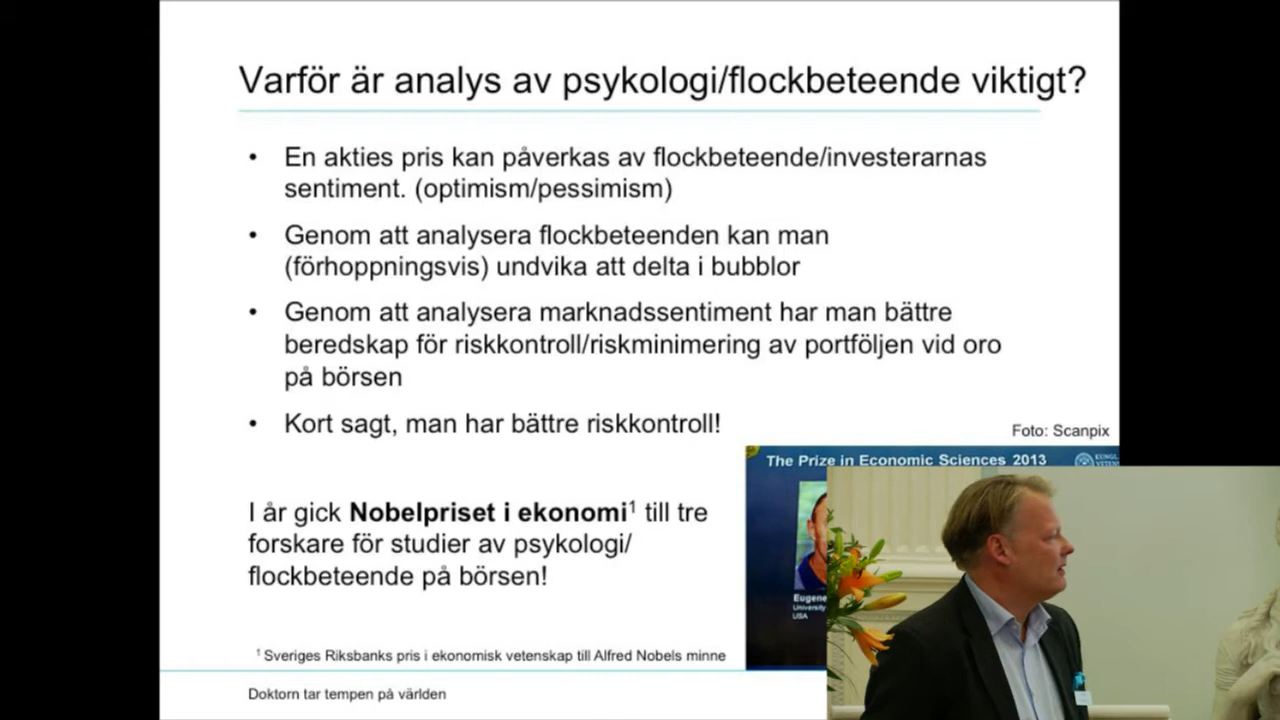 Varför är analys av psykologi/flockbeteende viktigt?
• En akties pris kan påverkas av flockbeteende/investerarnas
sentiment. (optimism/pessimism)
• Genom att analysera flockbeteenden kan man
(förhoppningsvis) undvika att delta i bubblor
• Genom att analysera marknadssentiment har man bättre
beredskap för riskkontroll/riskminimering av portföljen vid oro
på börsen
• Kort sagt, man har bättre riskkontroll!
Foto: Scanpix
The Prize in Economic Sciences 2013
I år gick Nobelpriset i ekonomi¹ till tre
forskare för studier av psykologi/
flockbeteende på börsen!
Eugene
University
USA
¹ Sveriges Riksbanks pris i ekonomisk vetenskap till Alfred Nobels minne
Doktorn tar tempen på världen